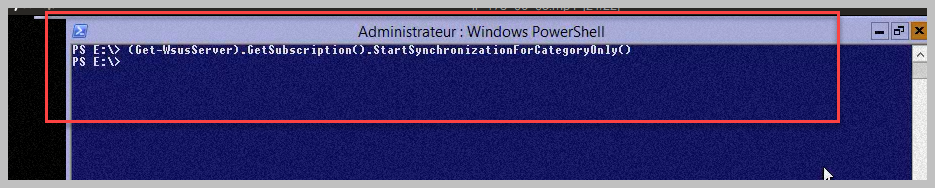 Administrateur : Windows PowerShell
PS E:\> (Get-WsusServer).GetSubscription().StartSynchronizationForCategoryOnly()
PS E:\>